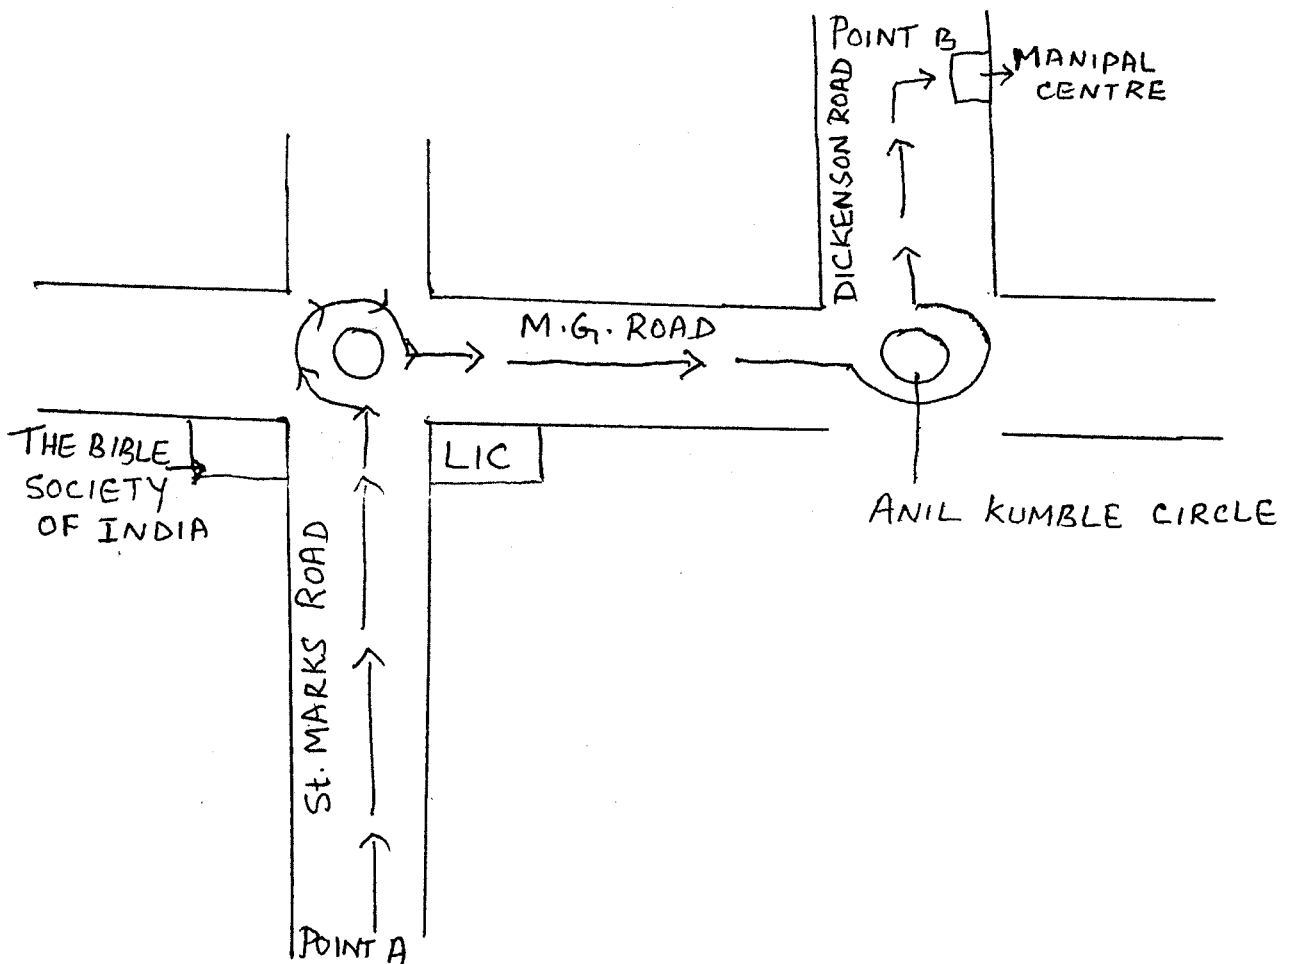 POINT B
MANIPAL
CENTRE
DICKENSON ROAD
M.G. ROAD
THE BIBLE
SOCIETY
OF INDIA
LIC
ANIL KUMBLE CIRCLE
St. MARKS ROAD
POINT A